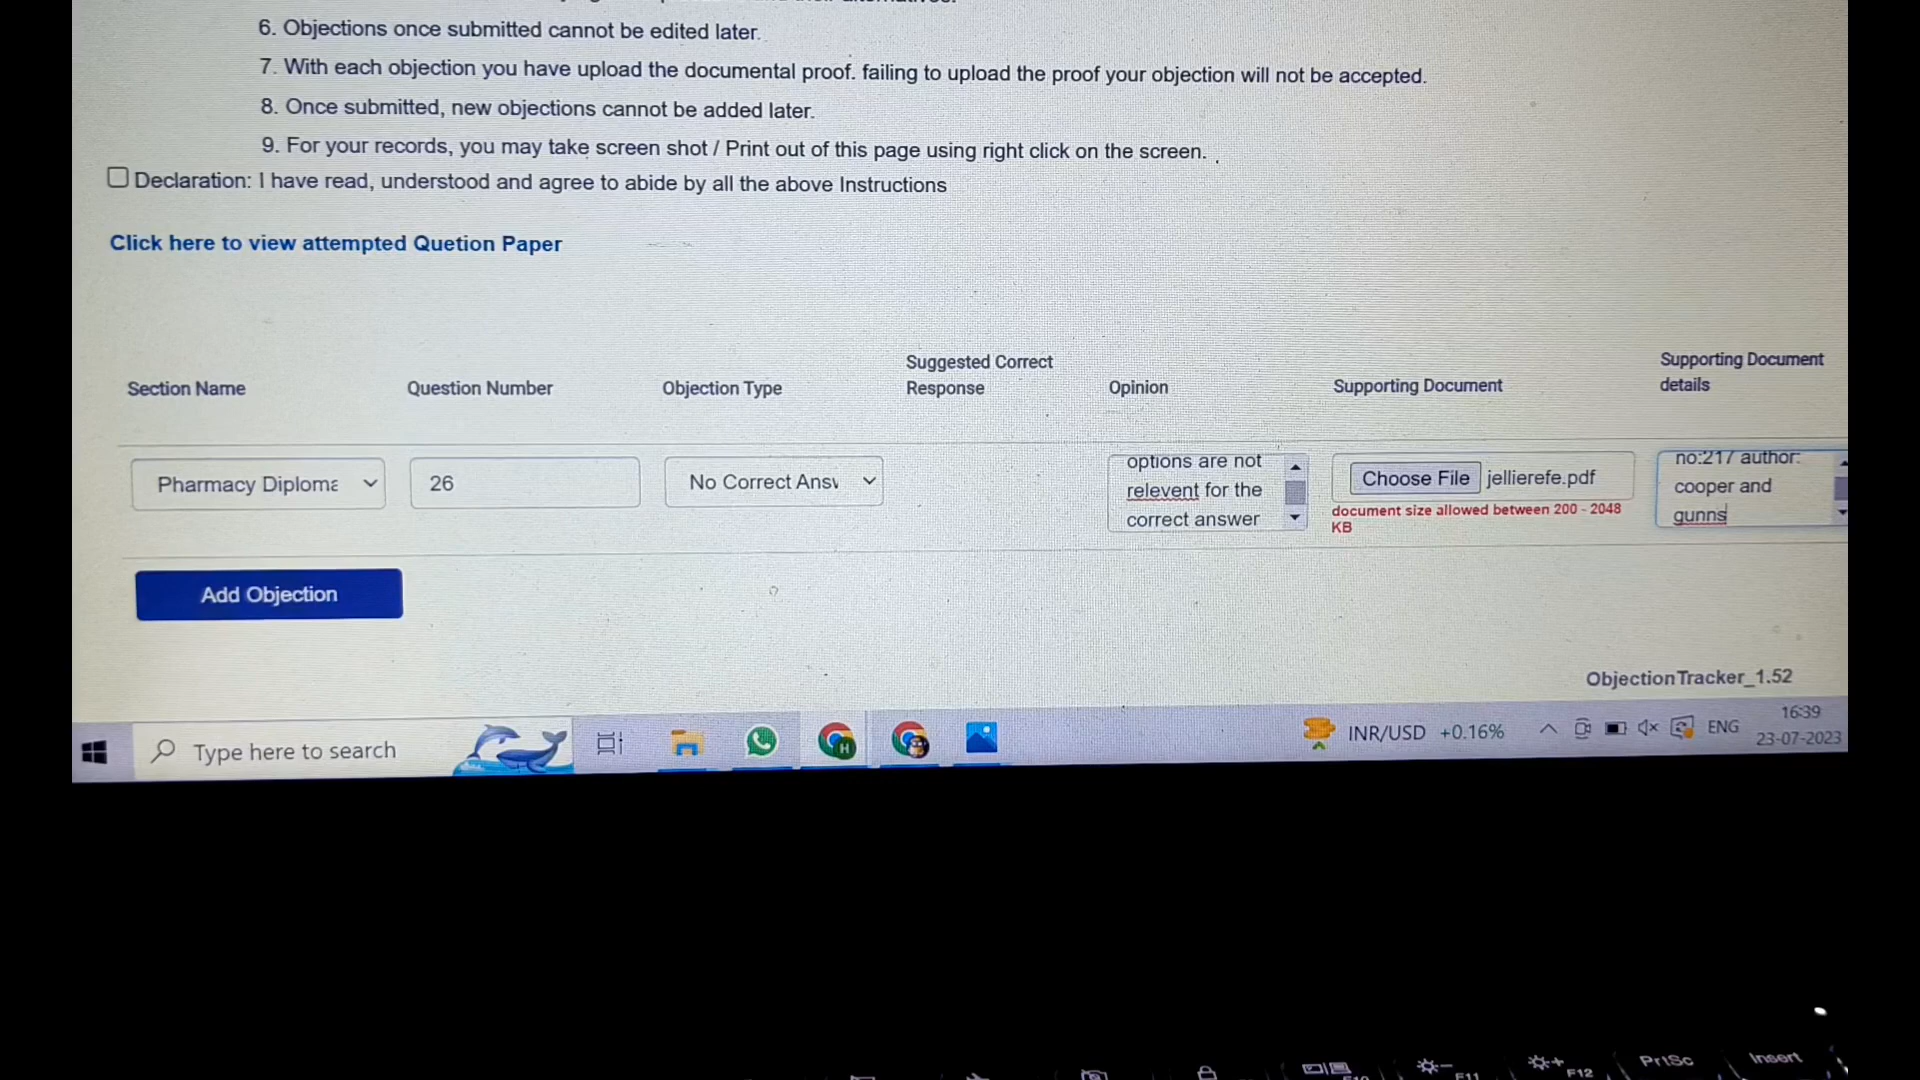 6. Objections once submitted cannot be edited later.
7. With each objection you have upload the documental proof. failing to upload the proof your objection will not be accepted.
8. Once submitted, new objections cannot be added later.
9. For your records, you may take screen shot / Print out of this page using right click on the screen.
Declaration: I have read, understood and agree to abide by all the above Instructions
Click here to view attempted Quetion Paper
Section Name
Question Number
Objection Type
Suggested Correct
Response
Opinion
Supporting Document
Supporting Document
details
Pharmacy Diploma
26
No Correct Answ
options are not
relevent for the
correct answer
Choose File jellierefe.pdf
document size allowed between 200 - 2048
KB
no:217 author:
cooper and
gunns
Add Objection
ObjectionTracker_1.52
Type here to search
INR/USD +0.16%
ENG
16:39
23-07-2023
F11
F12
PrtSc
Insert